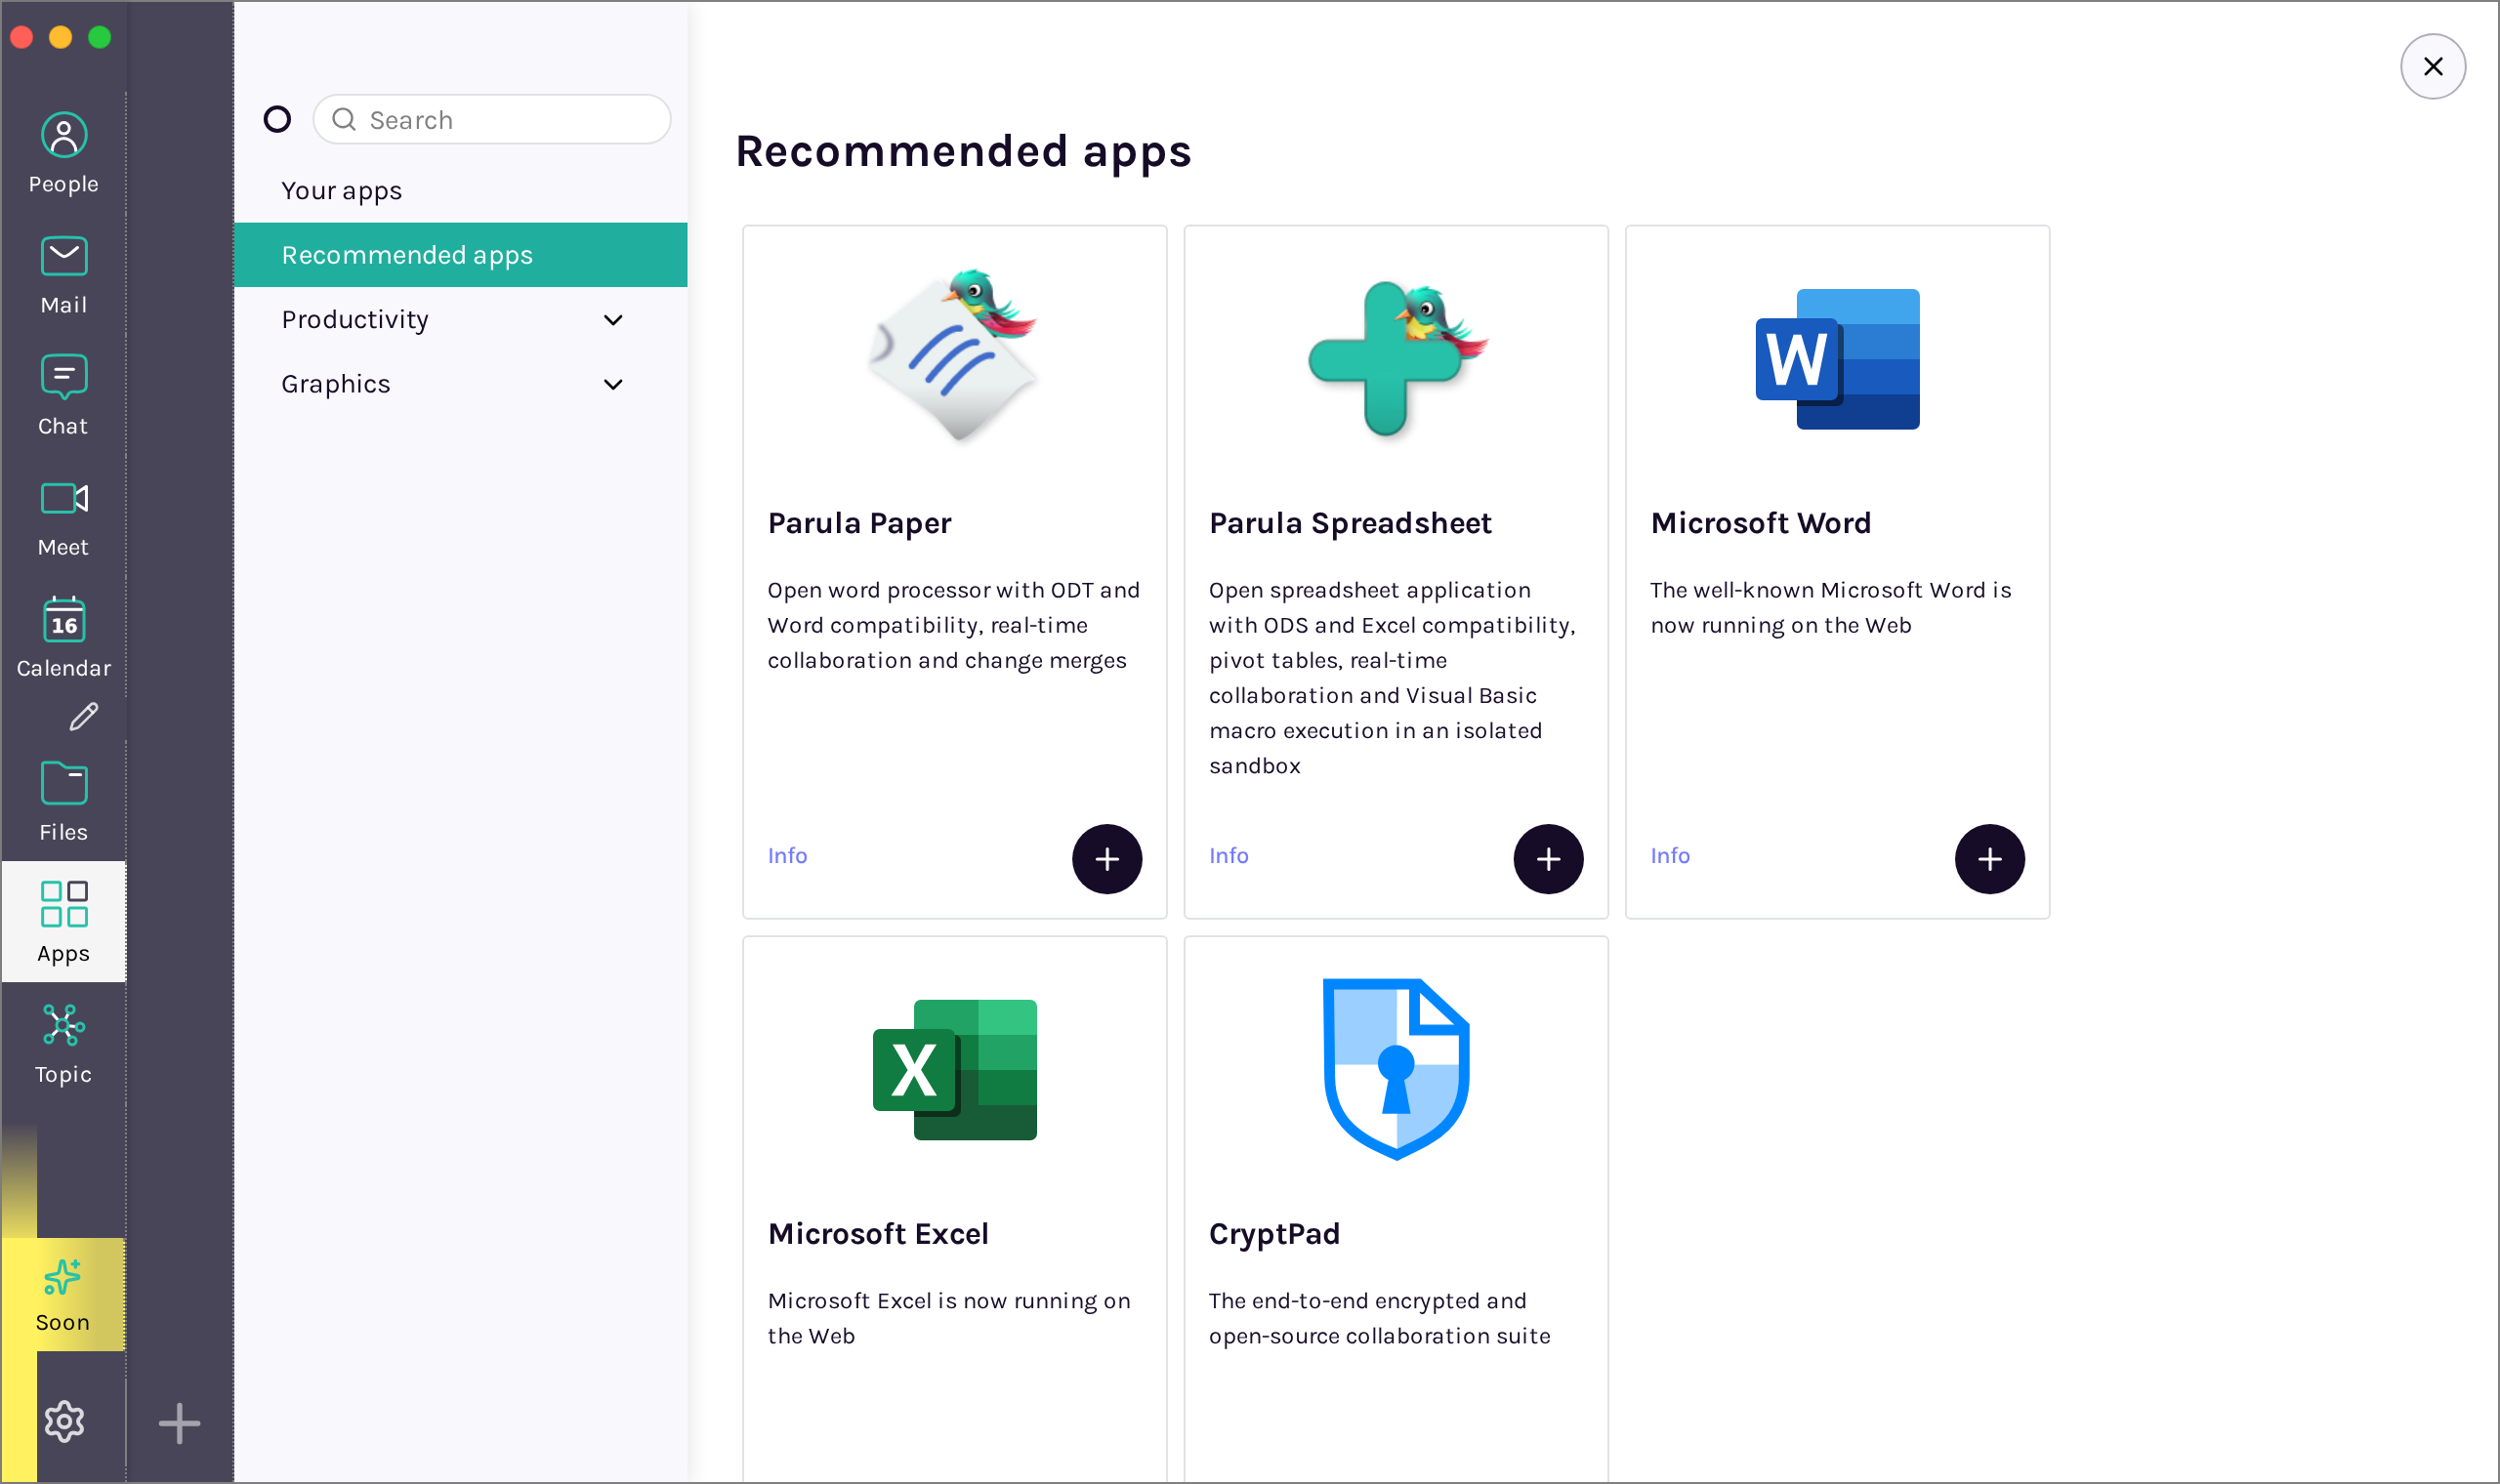 People
Mail
Chat
Meet
16
Calendar
Files
Apps
Topic
Soon
Search
Your apps
Recommended apps
Productivity
Graphics
Recommended apps
Parula Paper
Open word processor with ODT and
Word compatibility, real-time
collaboration and change merges
Info
Parula Spreadsheet
Open spreadsheet application
with ODS and Excel compatibility,
pivot tables, real-time
collaboration and Visual Basic
macro execution in an isolated
sandbox
Info
W
Microsoft Word
The well-known Microsoft Word is
now running on the Web
Info
X
Microsoft Excel
Microsoft Excel is now running on
the Web
CryptPad
The end-to-end encrypted and
open-source collaboration suite